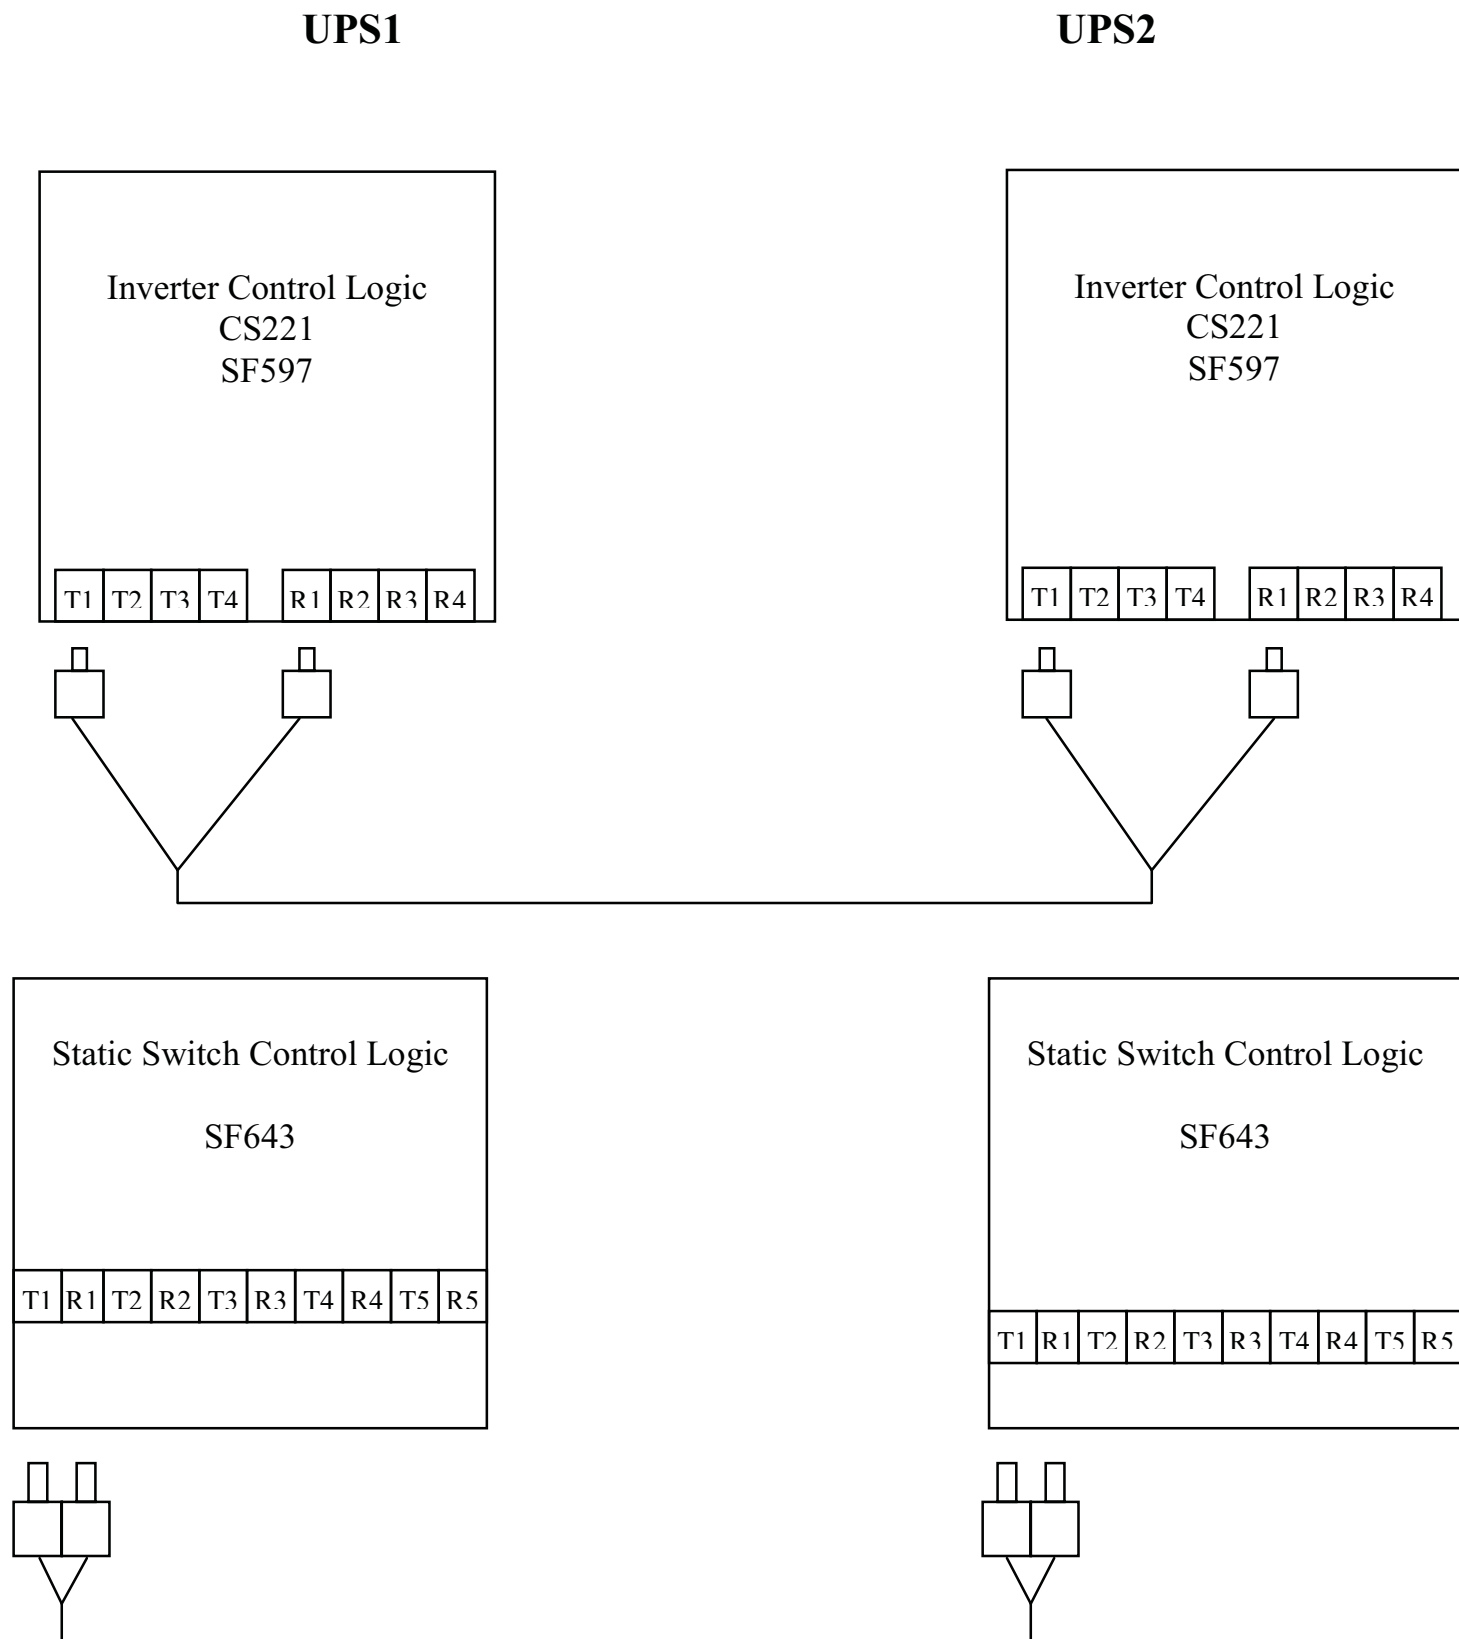 UPS1 UPS2
Inverter Control Logic
CS221
SF597
T1 T2 T3 T4 R1 R2 R3 R4
Inverter Control Logic
CS221
SF597
T1 T2 T3 T4 R1 R2 R3 R4
Static Switch Control Logic
SF643
T1 R1 T2 R2 T3 R3 T4 R4 T5 R5
Static Switch Control Logic
SF643
T1 R1 T2 R2 T3 R3 T4 R4 T5 R5